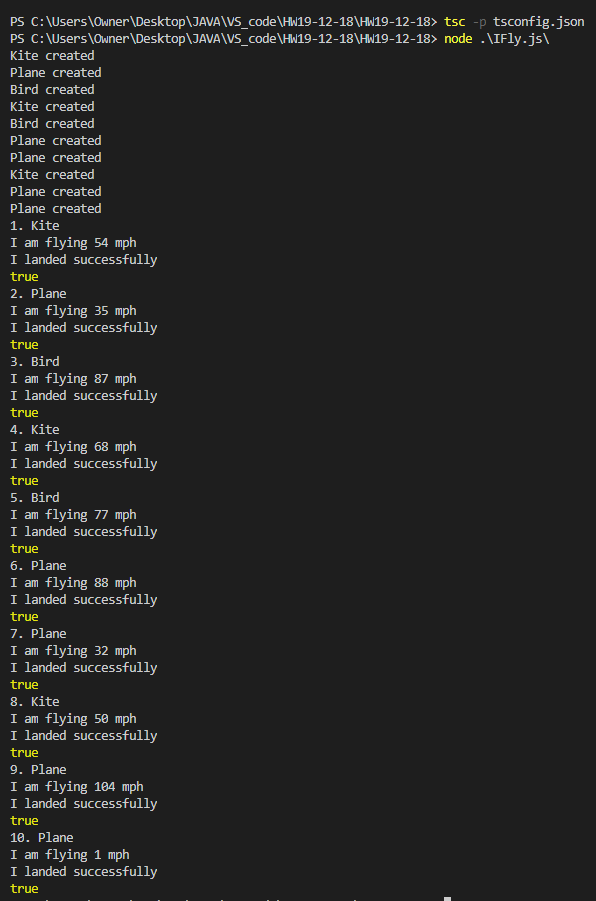 PS C:\Users\Owner\Desktop\JAVA\VS_code\HW19-12-18\HW19-12-18> tsc -p tsconfig.json
PS C:\Users\Owner\Desktop\JAVA\VS_code\HW19-12-18\HW19-12-18> node .\IFly.js\
Kite created
Plane created
Bird created
Kite created
Bird created
Plane created
Plane created
Kite created
Plane created
Plane created
1. Kite
I am flying 54 mph
I landed successfully
true
2. Plane
I am flying 35 mph
I landed successfully
true
3. Bird
I am flying 87 mph
I landed successfully
true
4. Kite
I am flying 68 mph
I landed successfully
true
5. Bird
I am flying 77 mph
I landed successfully
true
6. Plane
I am flying 88 mph
I landed successfully
true
7. Plane
I am flying 32 mph
I landed successfully
true
8. Kite
I am flying 50 mph
I landed successfully
true
9. Plane
I am flying 104 mph
I landed successfully
true
10. Plane
I am flying 1 mph
I landed successfully
true